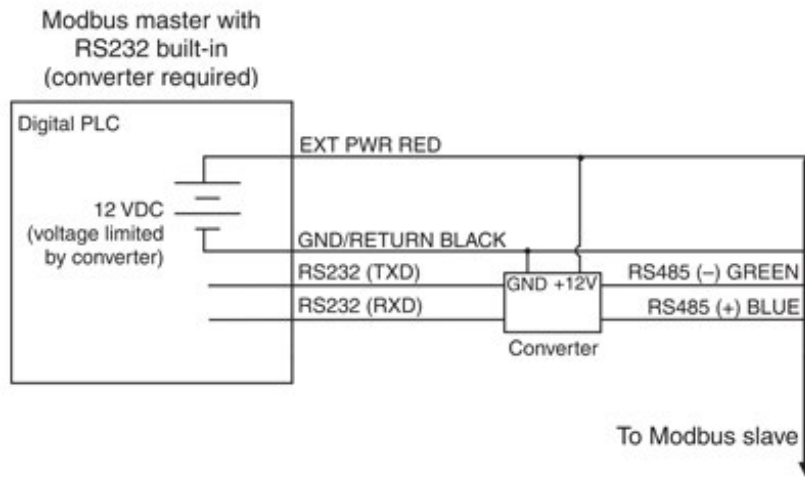 Modbus master with
RS232 built-in
(converter required)
Digital PLC
EXT PWR RED
12 VDC
(voltage limited
by converter)
GND/RETURN BLACK
RS232 (TXD)
GND +12V
RS485 (–) GREEN
RS232 (RXD)
RS485 (+) BLUE
Converter
To Modbus slave